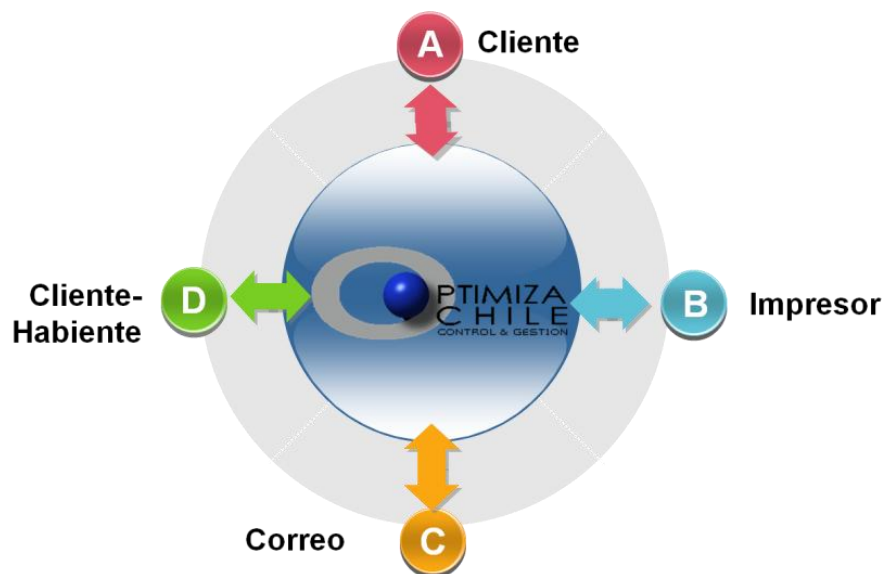 A Cliente
Cliente-
Habiente
D
PTIMIZA
CHILE
CONTROL & GESTION
B Impresor
Correo C